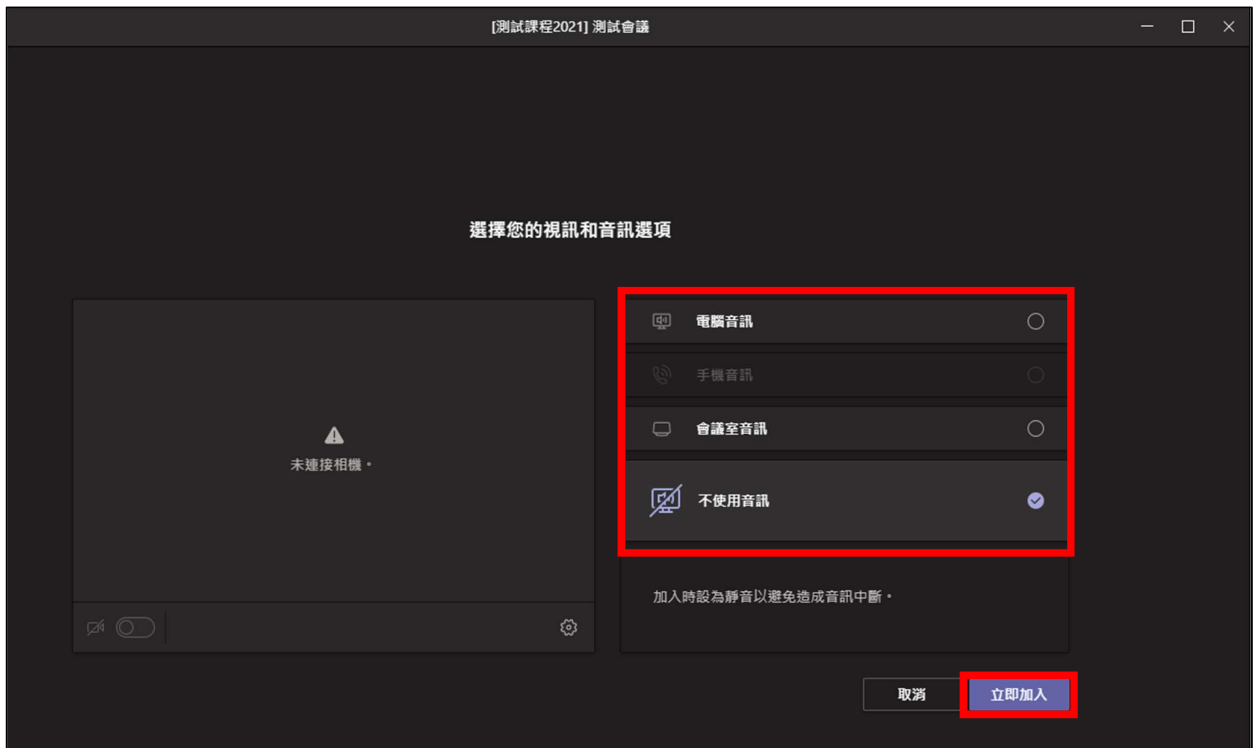 [測試課程2021] 測試會議
選擇您的視訊和音訊選項
未連接相機。
電腦音訊
手機音訊
會議室音訊
不使用音訊
加入時設為靜音以避免造成音訊中斷。
取消
立即加入